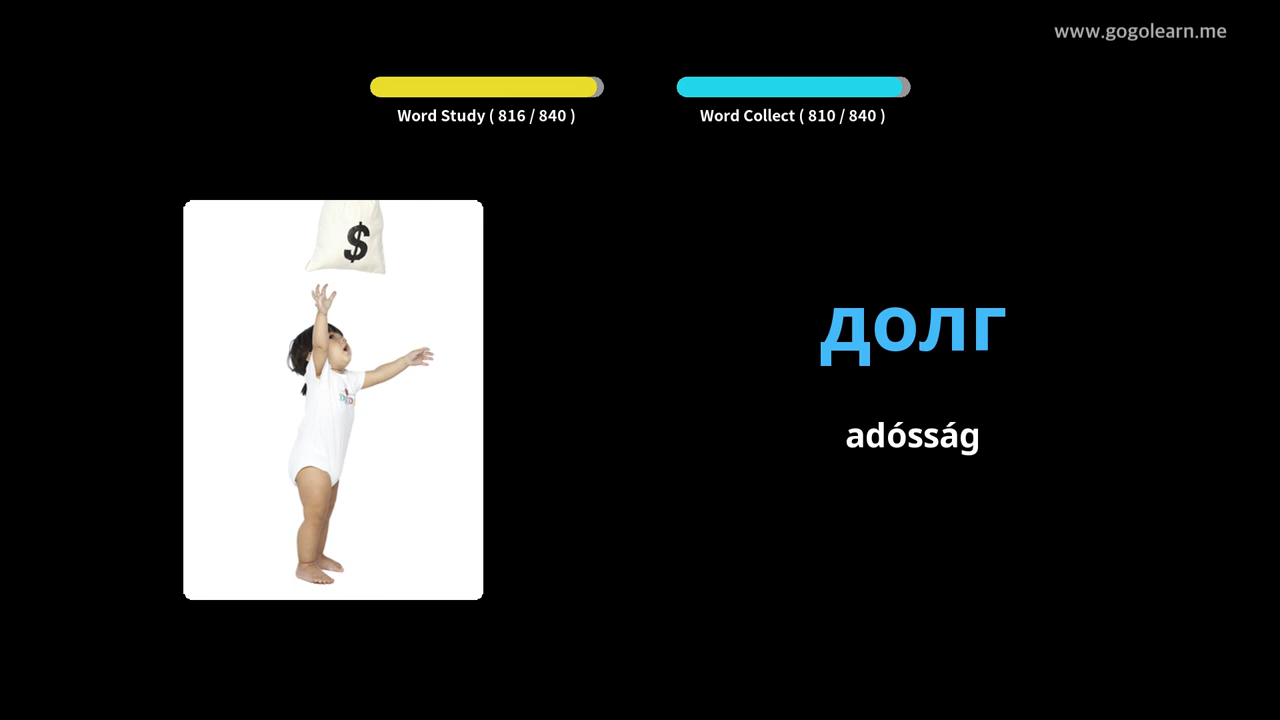 www.gogolearn.me
Word Study ( 816 / 840 )
Word Collect ( 810 / 840 )
$
долг
adósság